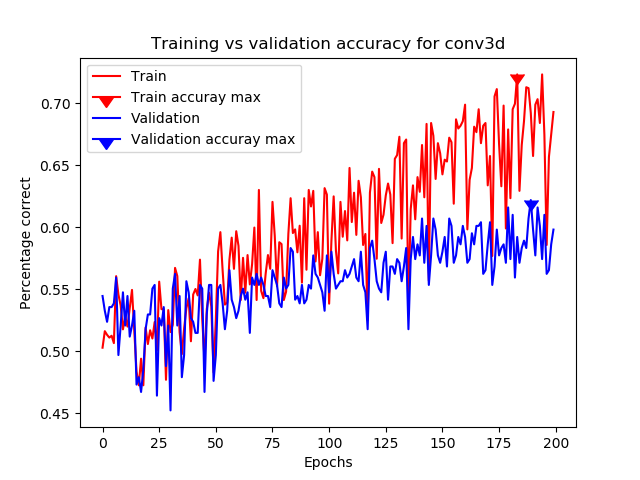 Training vs validation accuracy for conv3d
Train
Train accuray max
Validation
Validation accuray max
0.70
0.65
0.60
0.55
0.50
0.45
Percentage correct
0 25 50 75 100 125 150 175 200
Epochs